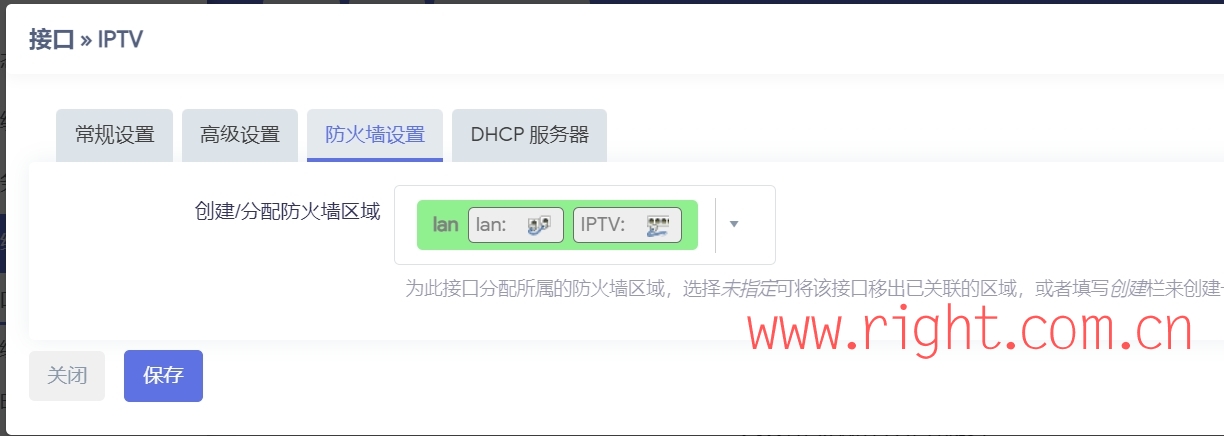 接口 » IPTV
常规设置 高级设置 防火墙设置 DHCP 服务器
创建/分配防火墙区域 lan lan: IPTV:
为此接口分配所属的防火墙区域，选择未指定可将该接口移出已关联的区域，或者填写创建栏来创建
www.right.com.cn
关闭 保存